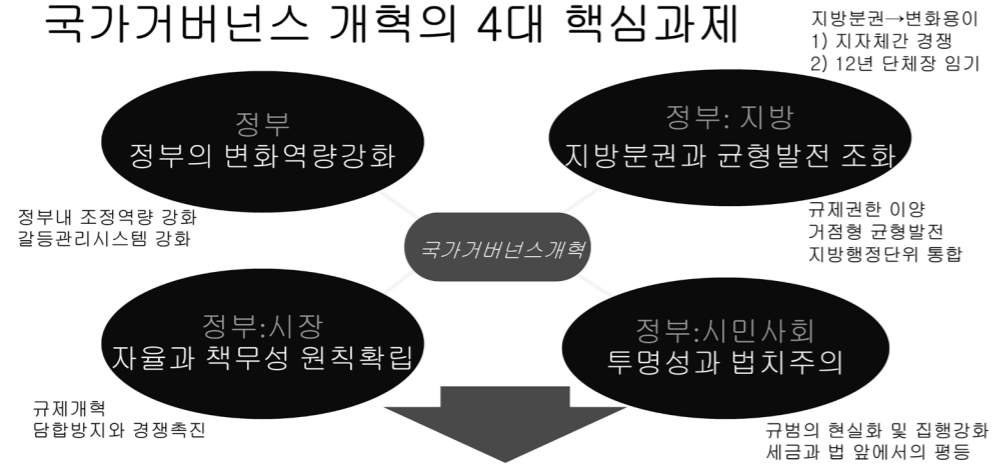 국가거버넌스 개혁의 4대 핵심과제
지방분권→변화용이
1) 지자체간 경쟁
2) 12년 단체장 임기
정부
정부의 변화역량강화
정부: 지방
지방분권과 균형발전 조화
정부내 조정역량 강화
갈등관리시스템 강화
규제권한 이양
거점형 균형발전
지방행정단위 통합
국가거버넌스개혁
정부:시장
자율과 책무성 원칙확립
정부:시민사회
투명성과 법치주의
규제개혁
담합방지와 경쟁촉진
규범의 현실화 및 집행강화
세금과 법 앞에서의 평등